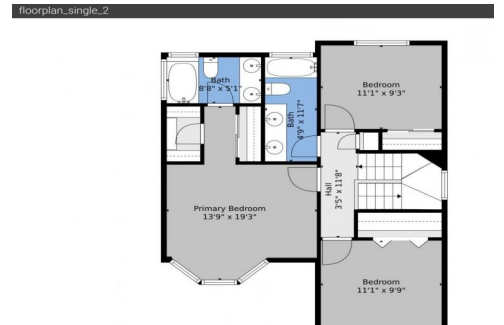 floorplan_single_2
Bath
8'8" x 5'1"
Bath
4'9" x 11'7"
Bedroom
11'1" x 9'3"
Hall
3'5" x 11'8"
Primary Bedroom
13'9" x 19'3"
Bedroom
11'1" x 9'9"